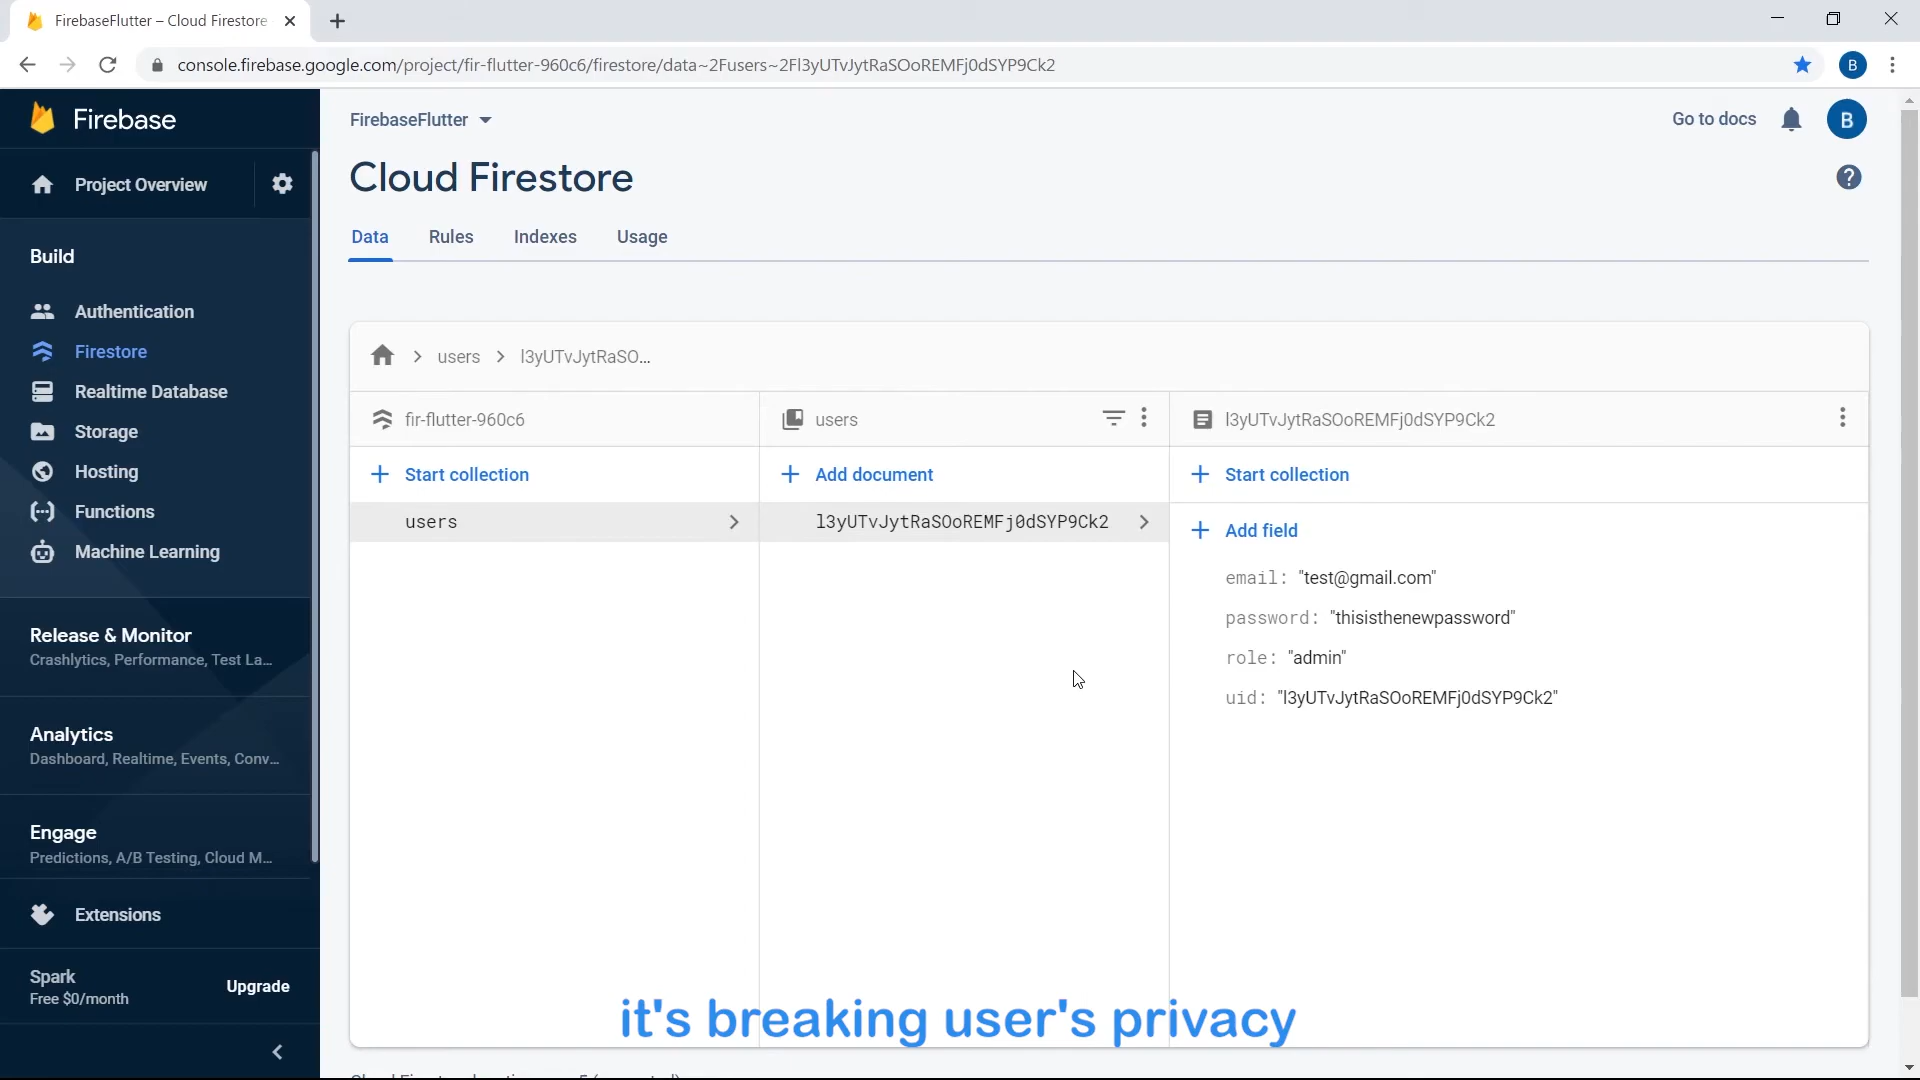 FirebaseFlutter – Cloud Firestore
console.firebase.google.com/project/fir-flutter-960c6/firestore/data~2Fusers~2Fl3yUTvJytRaSOoREMFj0dSYP9Ck2
B
Firebase
FirebaseFlutter
Go to docs
B
Project Overview
Cloud Firestore
?
Data
Rules
Indexes
Usage
Build
Authentication
Firestore
Realtime Database
Storage
Hosting
Functions
Machine Learning
Release & Monitor
Crashlytics, Performance, Test La...
Analytics
Dashboard, Realtime, Events, Conv...
Engage
Predictions, A/B Testing, Cloud M...
Extensions
Spark
Free $0/month
Upgrade
users
l3yUTvJytRaSO...
fir-flutter-960c6
Start collection
users
users
Add document
l3yUTvJytRaSOoREMFj0dSYP9Ck2
l3yUTvJytRaSOoREMFj0dSYP9Ck2
Start collection
Add field
email: "test@gmail.com"
password: "thisisthenewpassword"
role: "admin"
uid: "l3yUTvJytRaSOoREMFj0dSYP9Ck2"
it's breaking user's privacy